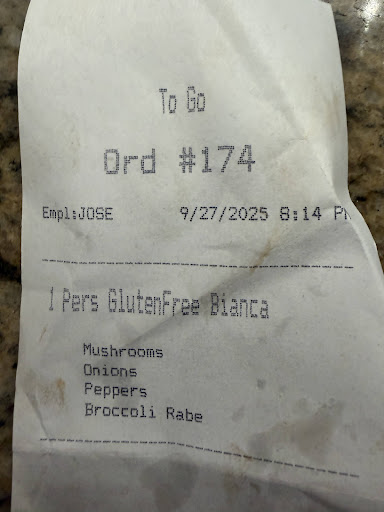 To Go
Ord #174
Empl:JOSE 9/27/2025 8:14 PM
1 Pers GlutenFree Bianca
Mushrooms
Onions
Peppers
Broccoli Rabe